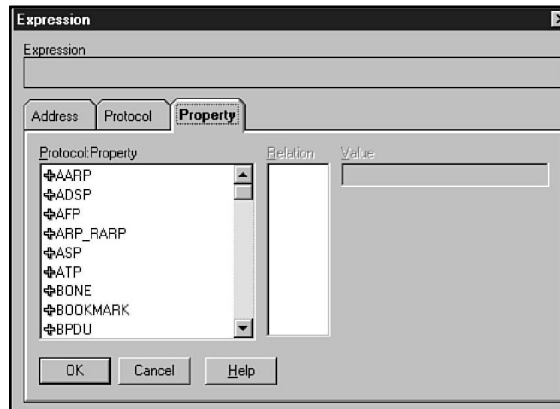 Expression
Expression
Address Protocol Property
Protocol:Property Relation Value
AARP
ADSP
AFP
ARP_RARP
ASP
ATP
BONE
BOOKMARK
BPDU
OK Cancel Help